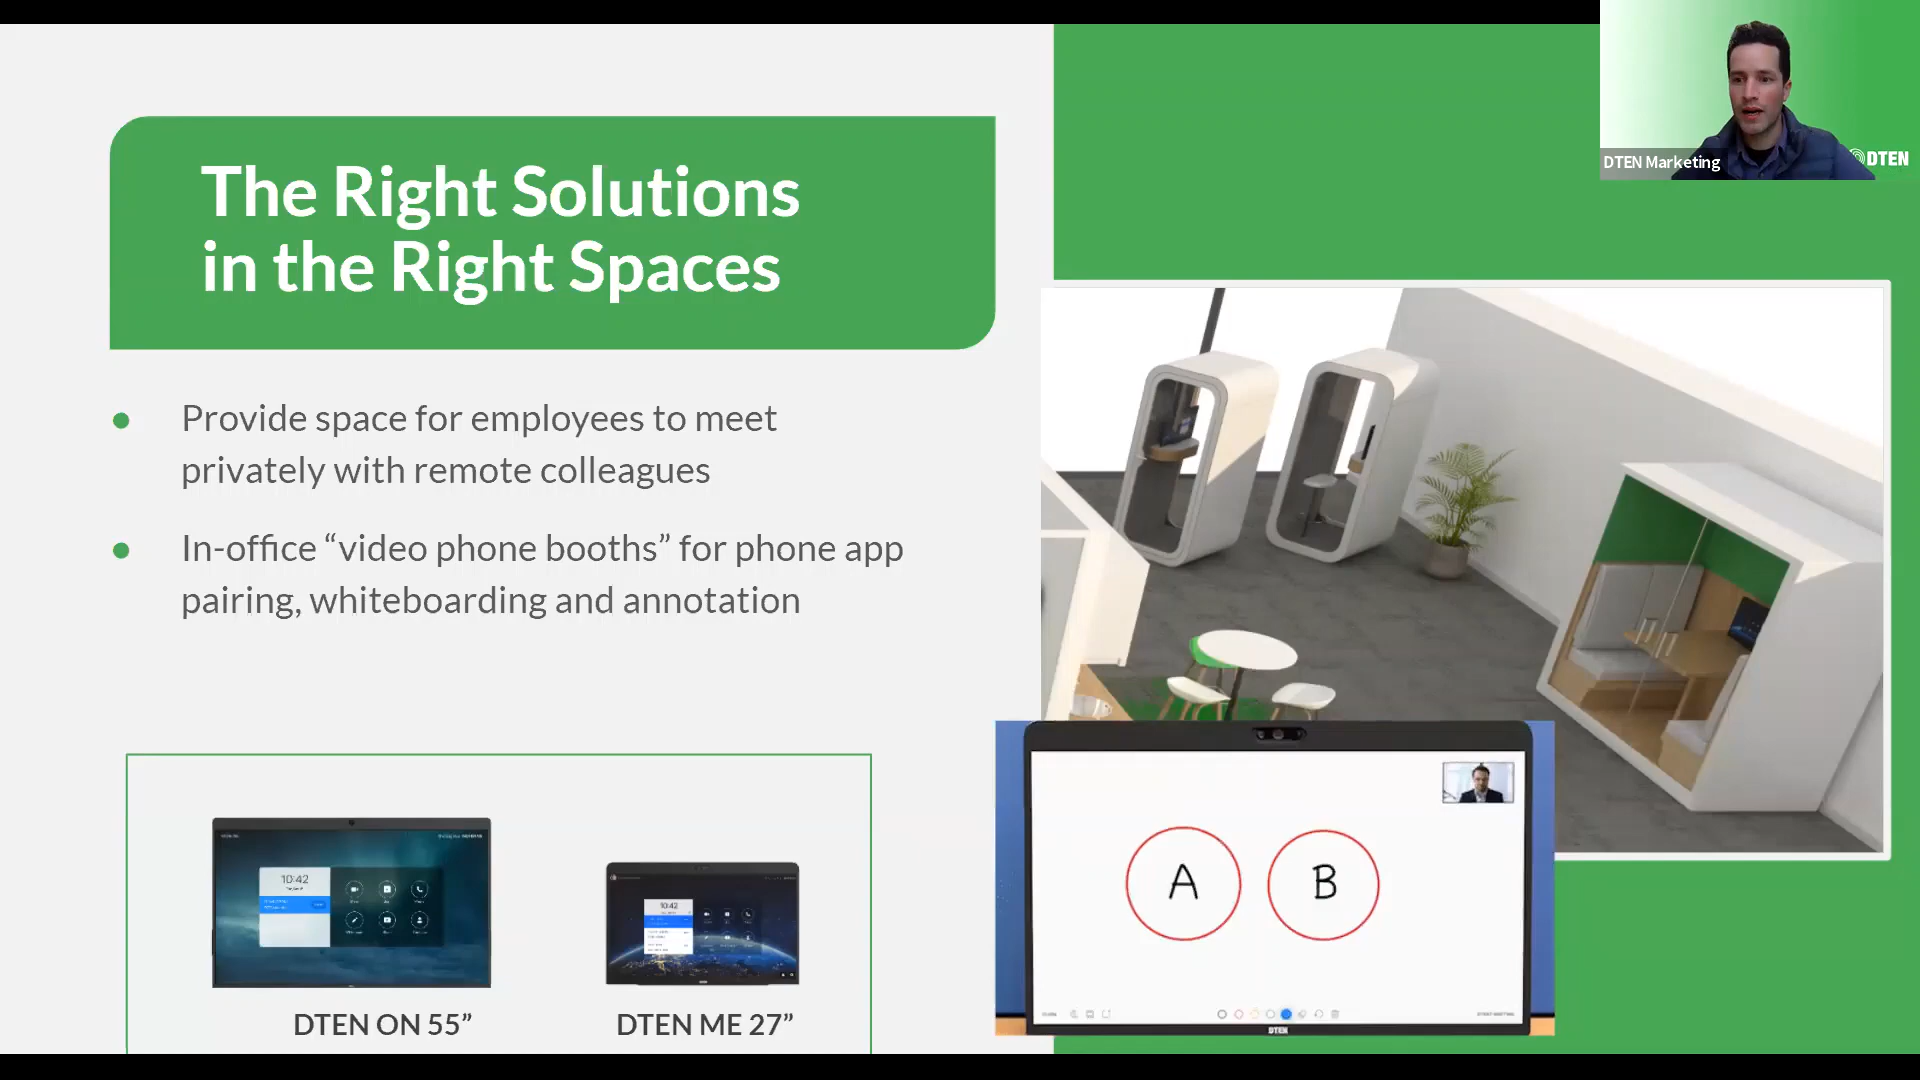 DTEN Marketing
DTEN
The Right Solutions
in the Right Spaces
Provide space for employees to meet
privately with remote colleagues
In-office “video phone booths” for phone app
pairing, whiteboarding and annotation
10:42
10:42
DTEN ON 55”
DTEN ME 27”
A
B
DTEN